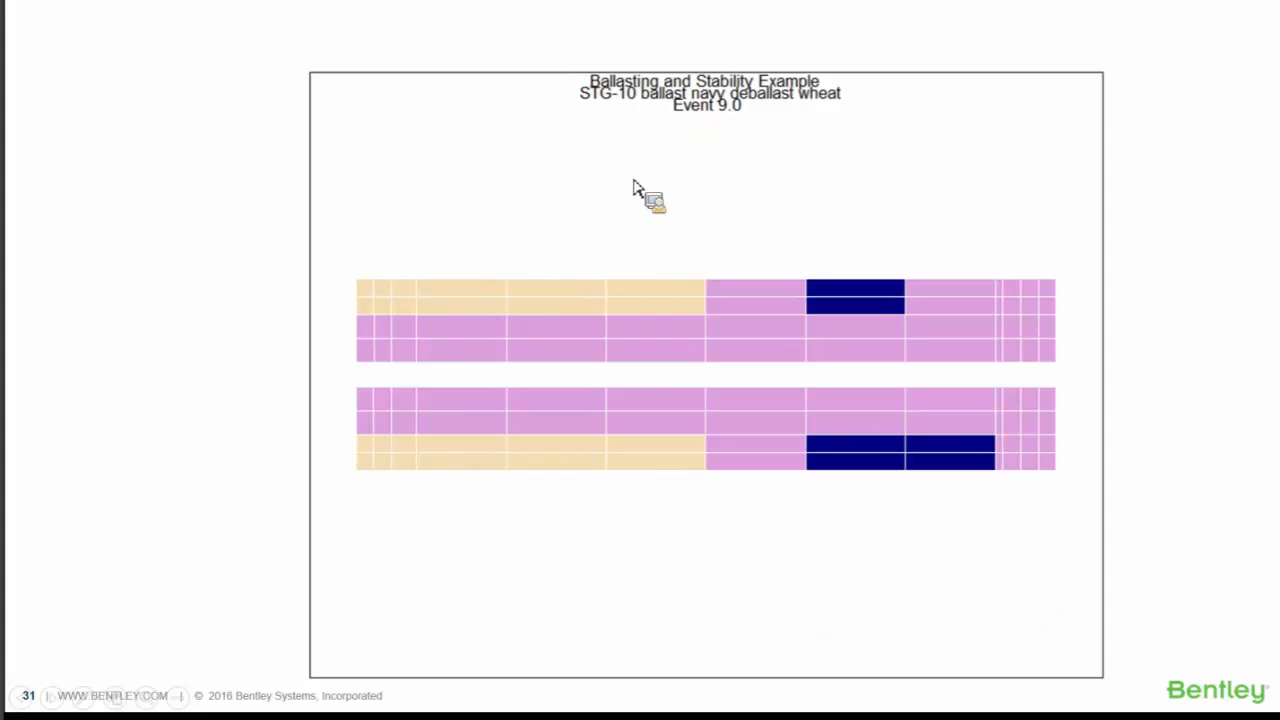 Ballasting and Stability Example
STG-10 ballast navy deballast wheat
Event 9.0
31 | WWW.BENTLEY.COM | © 2016 Bentley Systems, Incorporated
Bentley®